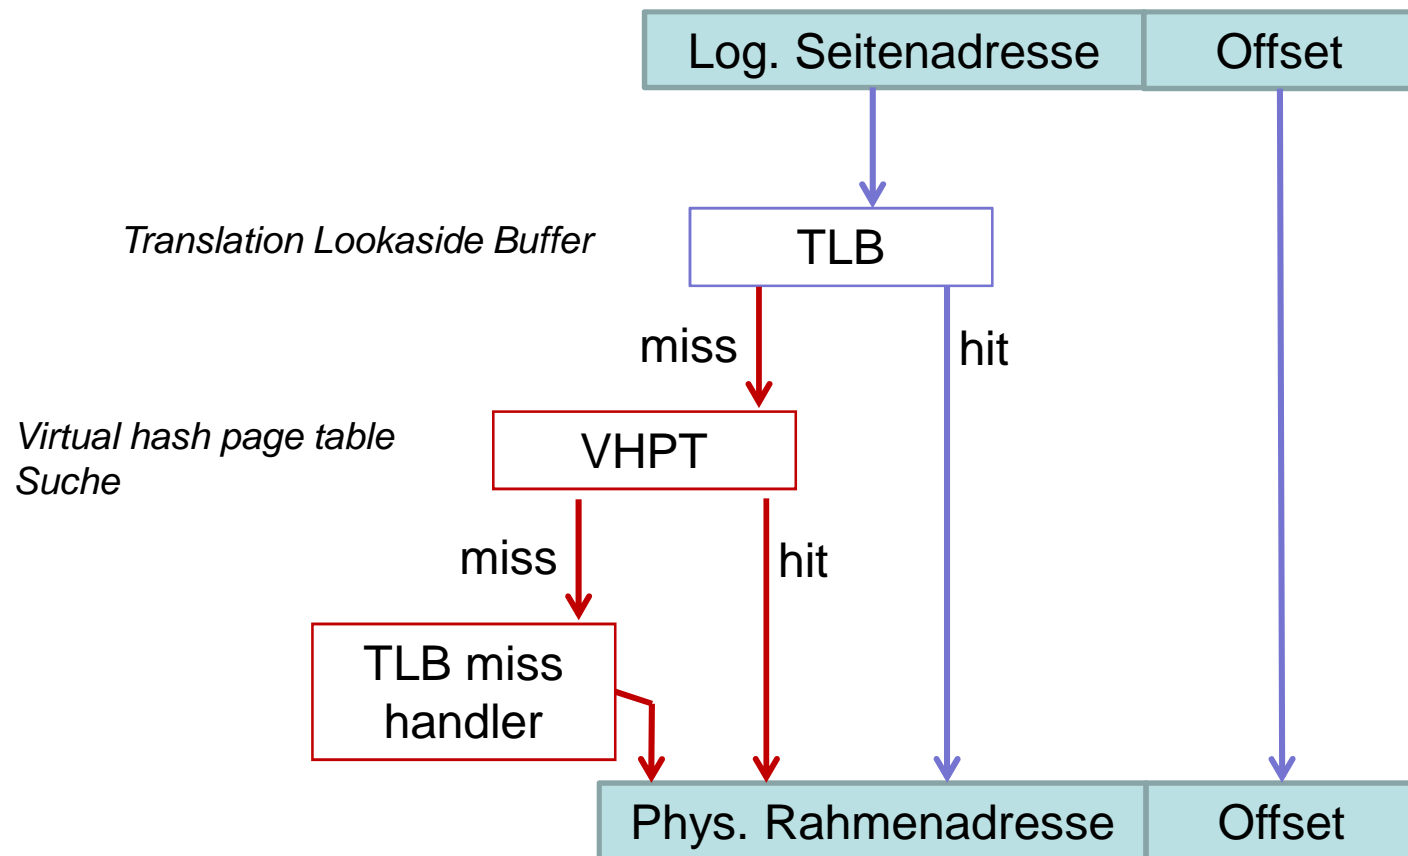 Log. Seitenadresse
Offset
Translation Lookaside Buffer
TLB
miss
hit
Virtual hash page table
Suche
VHPT
miss
hit
TLB miss
handler
Phys. Rahmenadresse
Offset